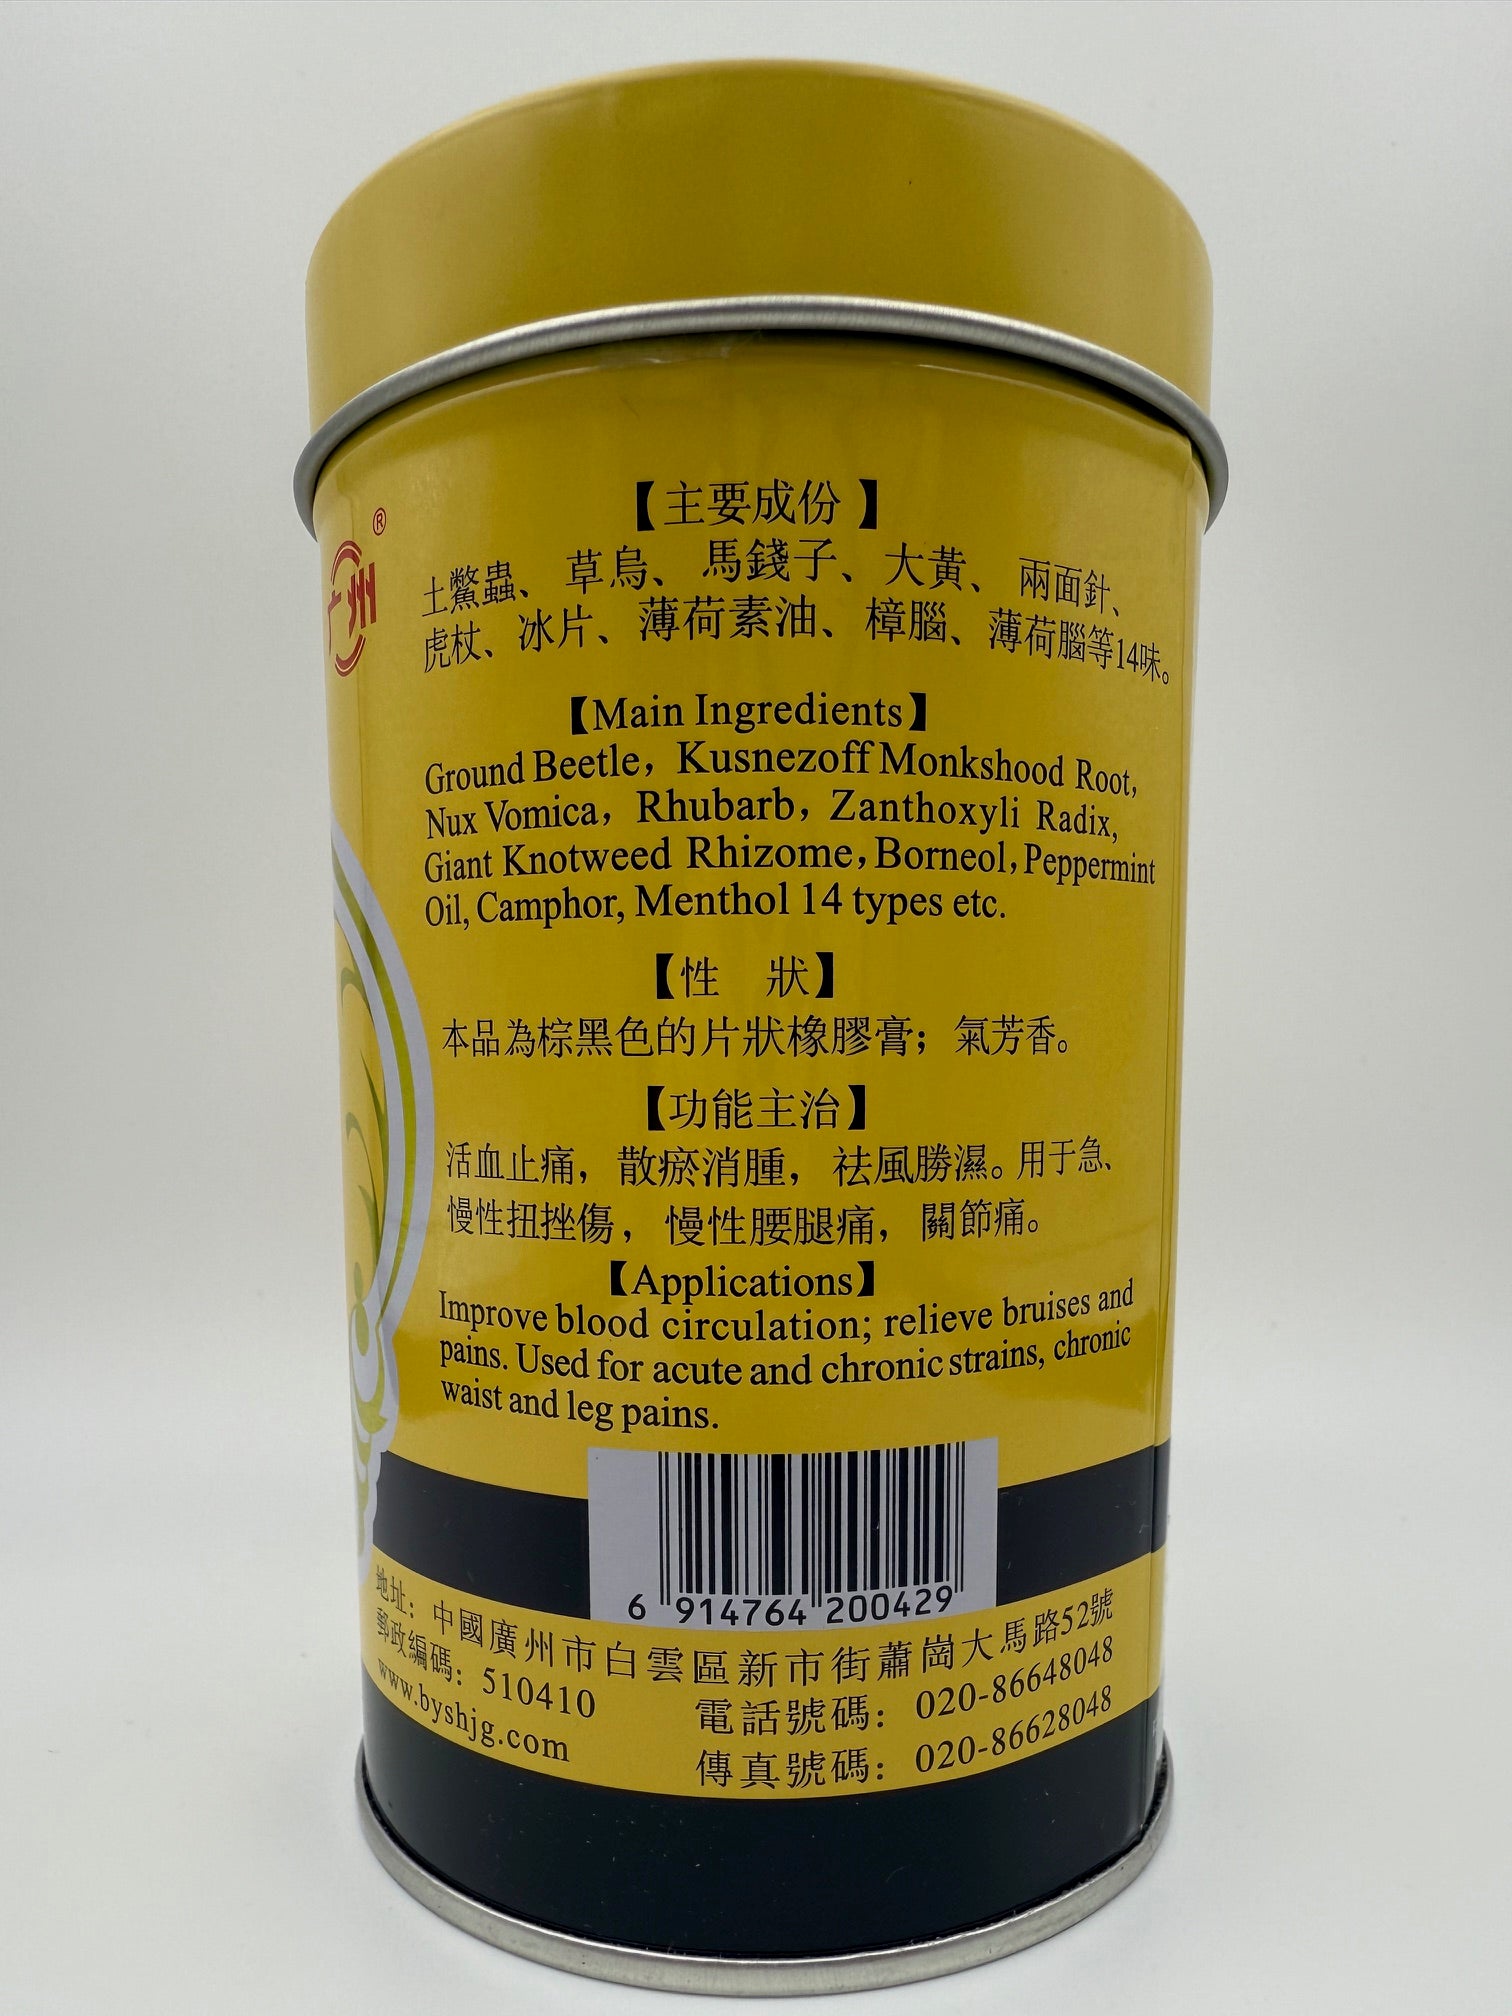 广州®
【主要成份】
土鱉蟲、草烏、馬錢子、大黃、兩面針、
虎杖、冰片、薄荷素油、樟腦、薄荷腦等14味。
【Main Ingredients】
Ground Beetle, Kusnezoff Monkshood Root,
Nux Vomica, Rhubarb, Zanthoxyli Radix,
Giant Knotweed Rhizome, Borneol, Peppermint
Oil, Camphor, Menthol 14 types etc.
【性 狀】
本品為棕黑色的片狀橡膠膏；氣芳香。
【功能主治】
活血止痛，散瘀消腫，祛風勝濕。用于急、
慢性扭挫傷，慢性腰腿痛，關節痛。
【Applications】
Improve blood circulation; relieve bruises and
pains. Used for acute and chronic strains, chronic
waist and leg pains.
6 914764 200429
地址：中國廣州市白雲區新市街蕭崗大馬路52號
郵政編碼：510410
電話號碼：020-86648048
www.byshjg.com
傳真號碼：020-86628048